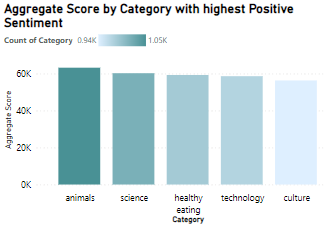 Aggregate Score by Category with highest Positive
Sentiment
Count of Category 0.94K 1.05K
60K
40K
20K
0K
Aggregate Score
animals science healthy eating technology culture
Category